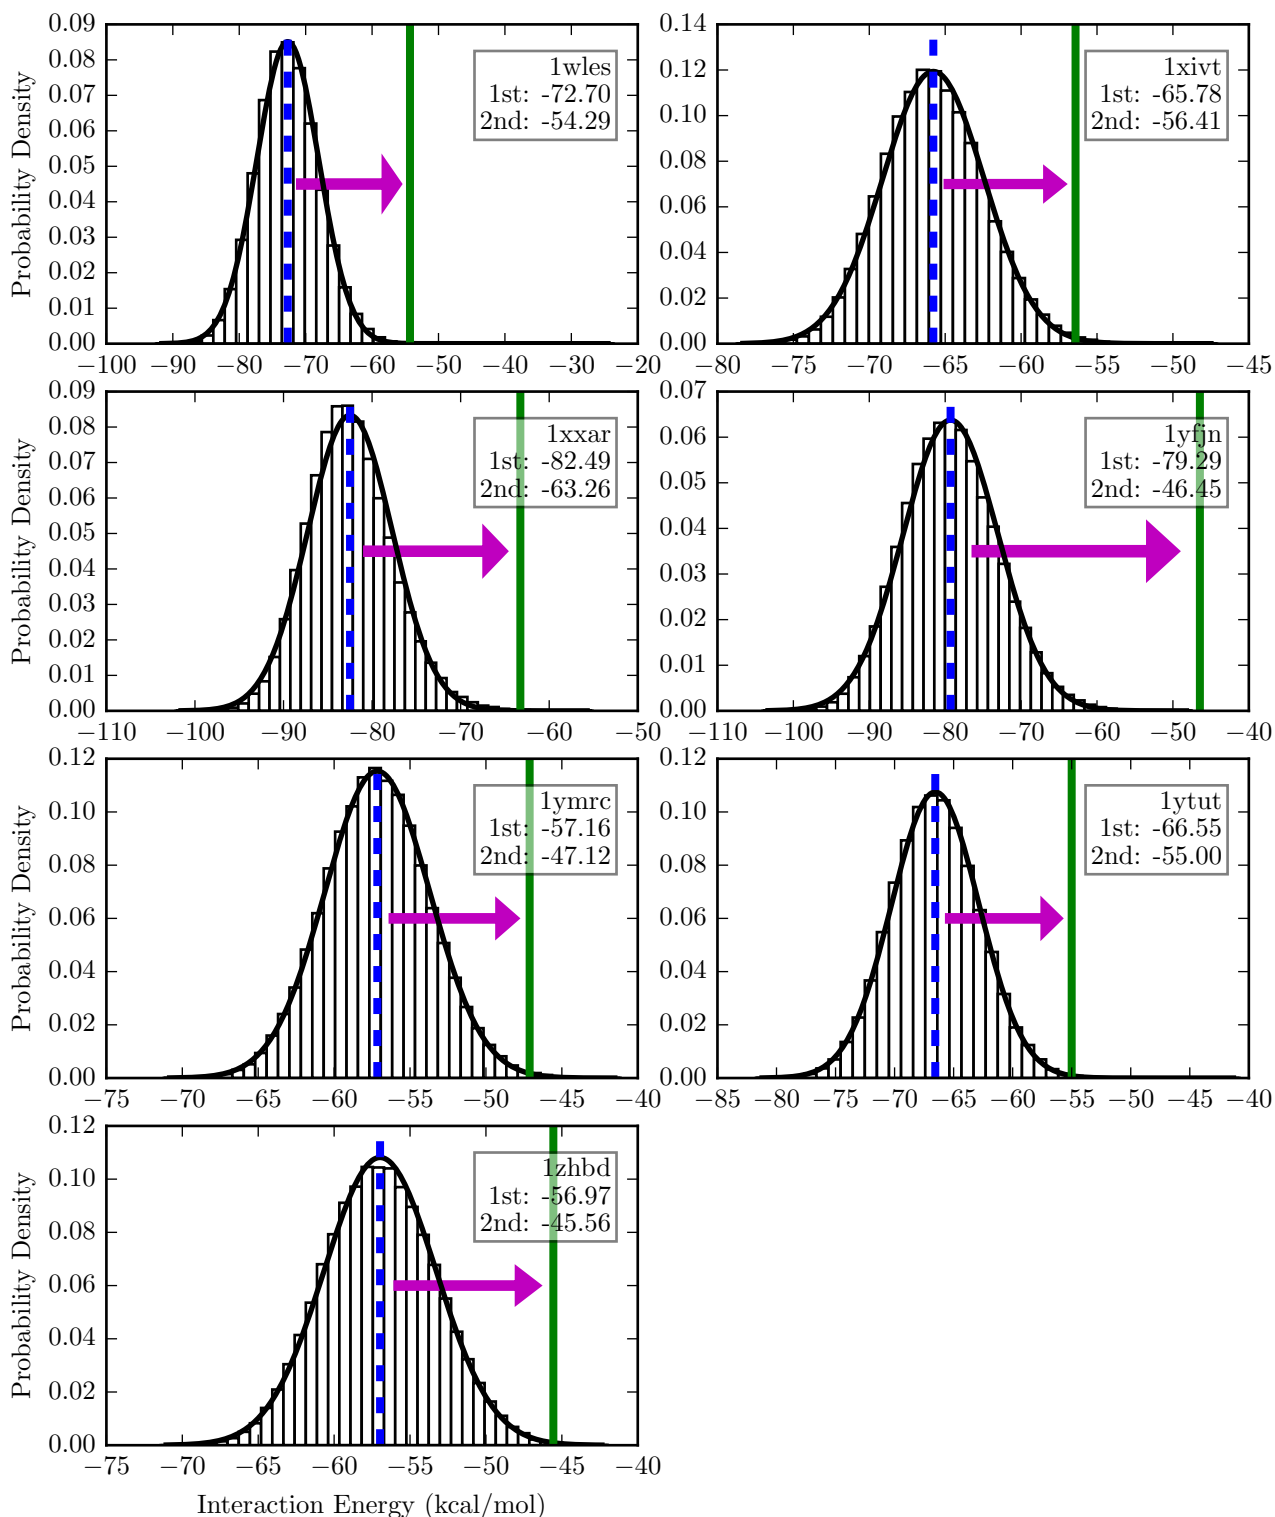 0.09
0.08
0.07
0.06
0.05
0.04
0.03
0.02
0.01
0.00
Probability Density
1wles
1st: -72.70
2nd: -54.29
−100 −90 −80 −70 −60 −50 −40 −30 −20
0.14
0.12
0.10
0.08
0.06
0.04
0.02
0.00
1xivt
1st: -65.78
2nd: -56.41
−80 −75 −70 −65 −60 −55 −50 −45
0.09
0.08
0.07
0.06
0.05
0.04
0.03
0.02
0.01
0.00
Probability Density
1xxar
1st: -82.49
2nd: -63.26
−110 −100 −90 −80 −70 −60 −50
0.07
0.06
0.05
0.04
0.03
0.02
0.01
0.00
1yfjn
1st: -79.29
2nd: -46.45
−110 −100 −90 −80 −70 −60 −50 −40
0.12
0.10
0.08
0.06
0.04
0.02
0.00
Probability Density
1ymrc
1st: -57.16
2nd: -47.12
−75 −70 −65 −60 −55 −50 −45 −40
0.12
0.10
0.08
0.06
0.04
0.02
0.00
1ytut
1st: -66.55
2nd: -55.00
−85 −80 −75 −70 −65 −60 −55 −50 −45 −40
0.12
0.10
0.08
0.06
0.04
0.02
0.00
Probability Density
1zhbd
1st: -56.97
2nd: -45.56
−75 −70 −65 −60 −55 −50 −45 −40
Interaction Energy (kcal/mol)